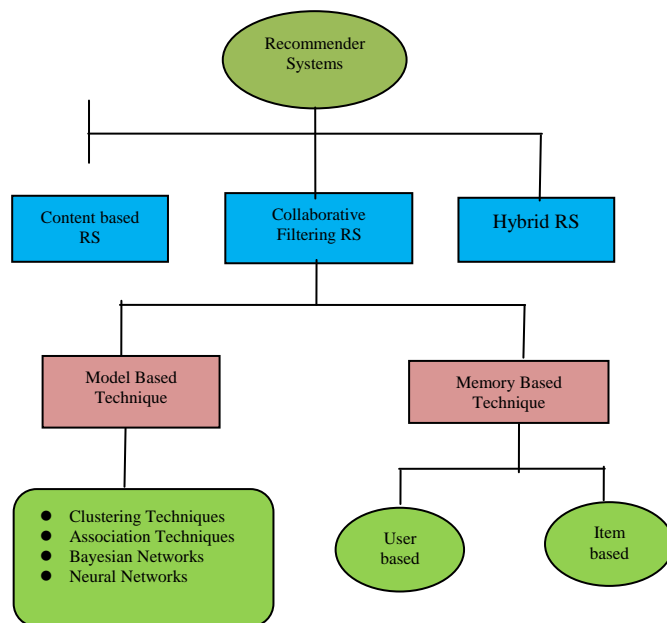 Recommender
Systems
Content based
RS
Collaborative
Filtering RS
Hybrid RS
Model Based
Technique
Memory Based
Technique
● Clustering Techniques
● Association Techniques
● Bayesian Networks
● Neural Networks
User
based
Item
based